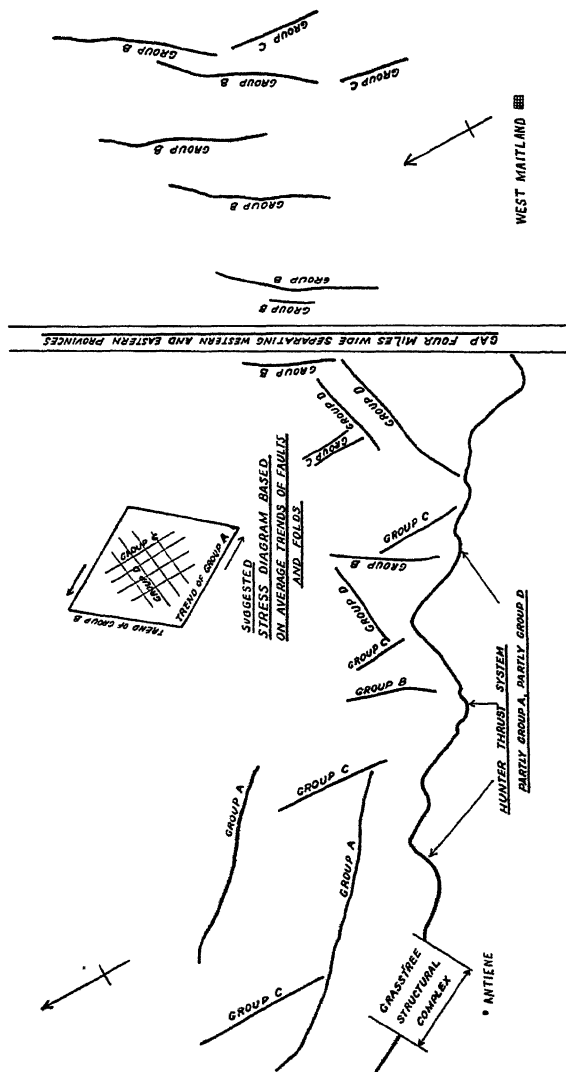 GROUP B
GROUP C
GROUP B
GROUP C
GROUP B
GROUP B
GROUP B
GROUP B
WEST MAITLAND
GAP FOUR MILES WIDE SEPARATING WESTERN AND EASTERN PROVINCES
GROUP B
GROUP D
GROUP D
GROUP C
GROUP C
GROUP B
GROUP D
GROUP C
GROUP B
TREND OF GROUP B
TREND OF GROUP A
GROUP C
GROUP D
SUGGESTED
STRESS DIAGRAM BASED
ON AVERAGE TRENDS OF FAULTS
AND FOLDS
GROUP A
GROUP C
GROUP A
GROUP C
HUNTER THRUST SYSTEM
PARTLY GROUP A, PARTLY GROUP D
GRASSTREE
STRUCTURAL
COMPLEX
ANTIENE